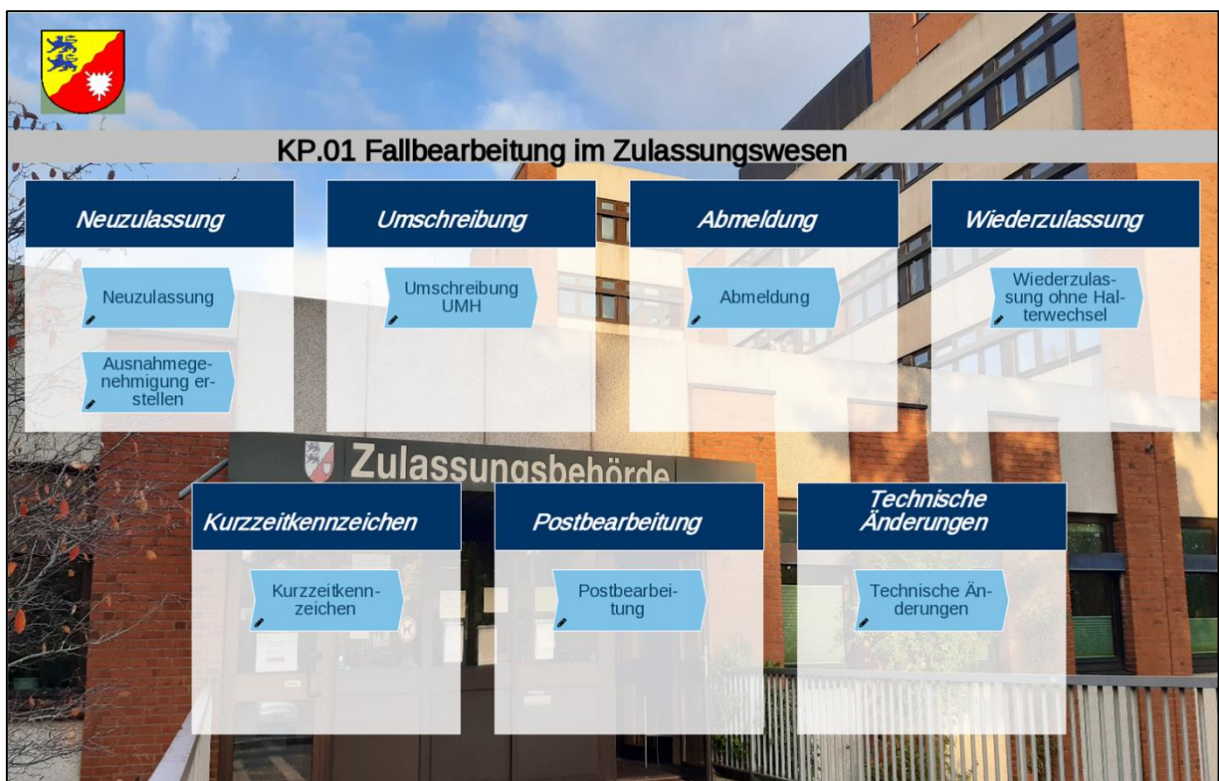 KP.01 Fallbearbeitung im Zulassungswesen
Neuzulassung
Neuzulassung
Ausnahmege-
nehmigung er-
stellen
Umschreibung
Umschreibung
UMH
Abmeldung
Abmeldung
Wiederzulassung
Wiederzulas-
sung ohne Hal-
terwechsel
Zulassungsbehörde
Kurzzeitkennzeichen
Kurzzeitkenn-
zeichen
Postbearbeitung
Postbearbei-
tung
Technische
Änderungen
Technische Än-
derungen